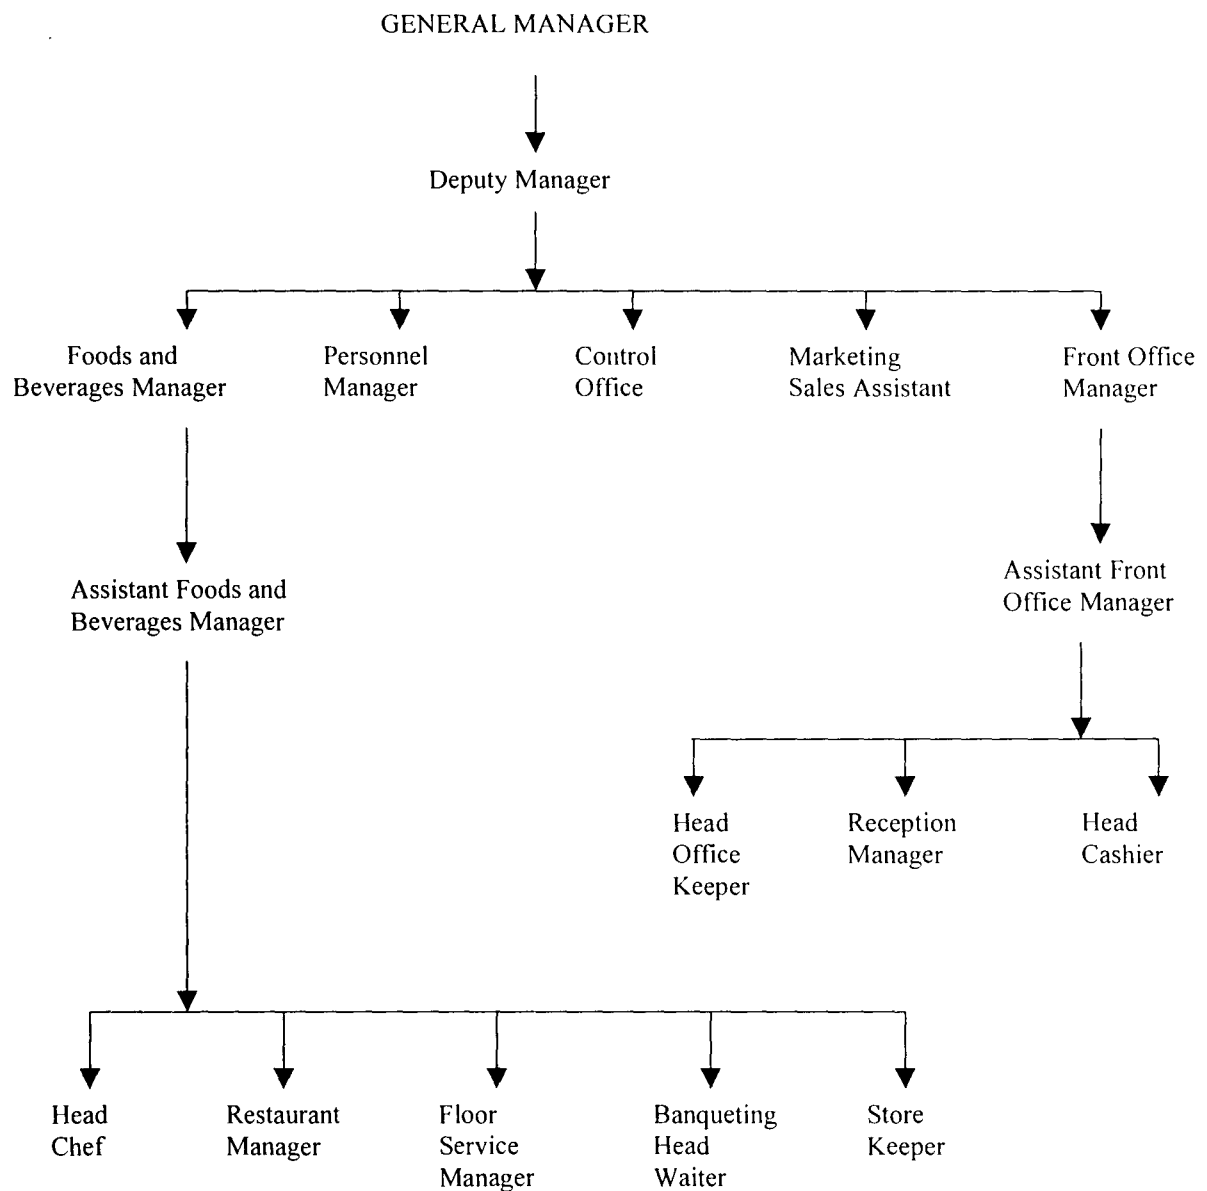 GENERAL MANAGER
Deputy Manager
Foods and
Beverages Manager
Personnel
Manager
Control
Office
Marketing
Sales Assistant
Front Office
Manager
Assistant Foods and
Beverages Manager
Assistant Front
Office Manager
Head
Office
Keeper
Reception
Manager
Head
Cashier
Head
Chef
Restaurant
Manager
Floor
Service
Manager
Banqueting
Head
Waiter
Store
Keeper